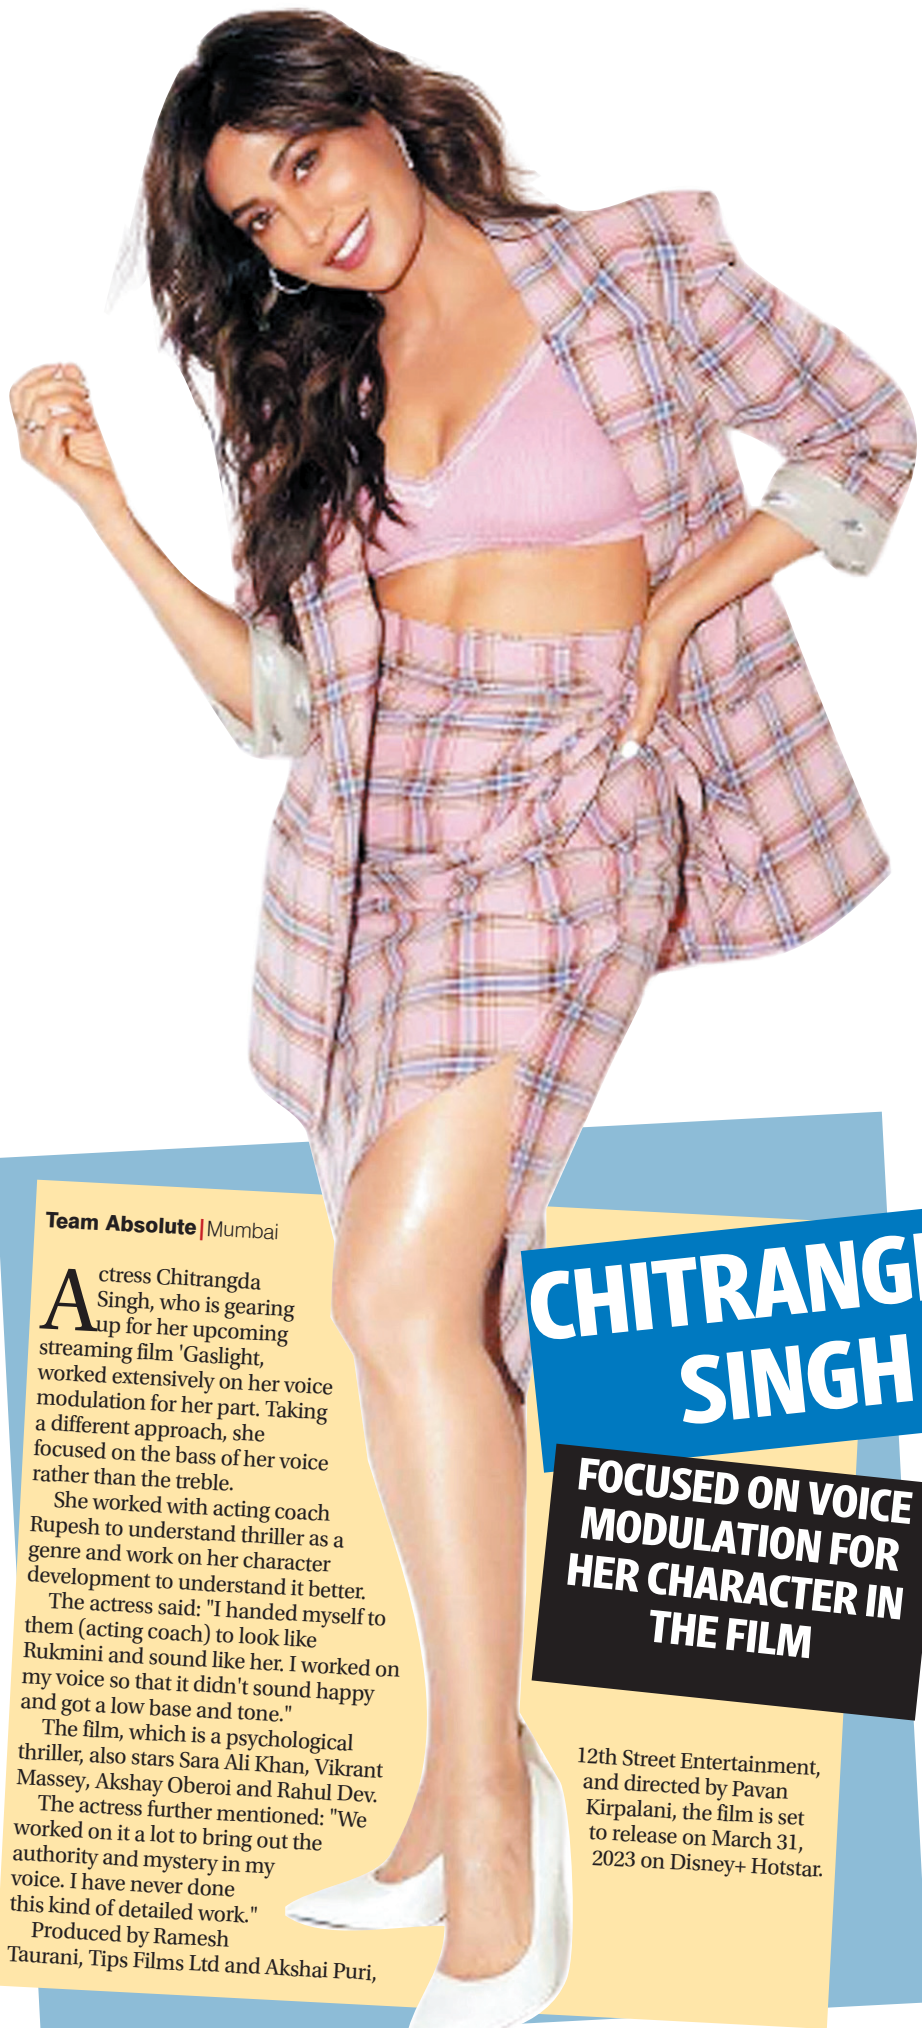 Team Absolute|Mumbai
Actress Chitrangda
Singh, who is gearing
up for her upcoming
streaming film 'Gaslight,
worked extensively on her voice
modulation for her part. Taking
a different approach, she
focused on the bass of her voice
rather than the treble.
She worked with acting coach
Rupesh to understand thriller as a
genre and work on her character
development to understand it better.
The actress said: "I handed myself to
them (acting coach) to look like
Rukmini and sound like her. I worked on
my voice so that it didn't sound happy
and got a low base and tone."
The film, which is a psychological
thriller, also stars Sara Ali Khan, Vikrant
Massey, Akshay Oberoi and Rahul Dev.
The actress further mentioned: "We
worked on it a lot to bring out the
authority and mystery in my
voice. I have never done
this kind of detailed work."
Produced by Ramesh
Taurani, Tips Films Ltd and Akshai Puri,
CHITRANG
SINGH
FOCUSED ON VOICE
MODULATION FOR
HER CHARACTER IN
THE FILM
12th Street Entertainment,
and directed by Pavan
Kirpalani, the film is set
to release on March 31,
2023 on Disney+ Hotstar.